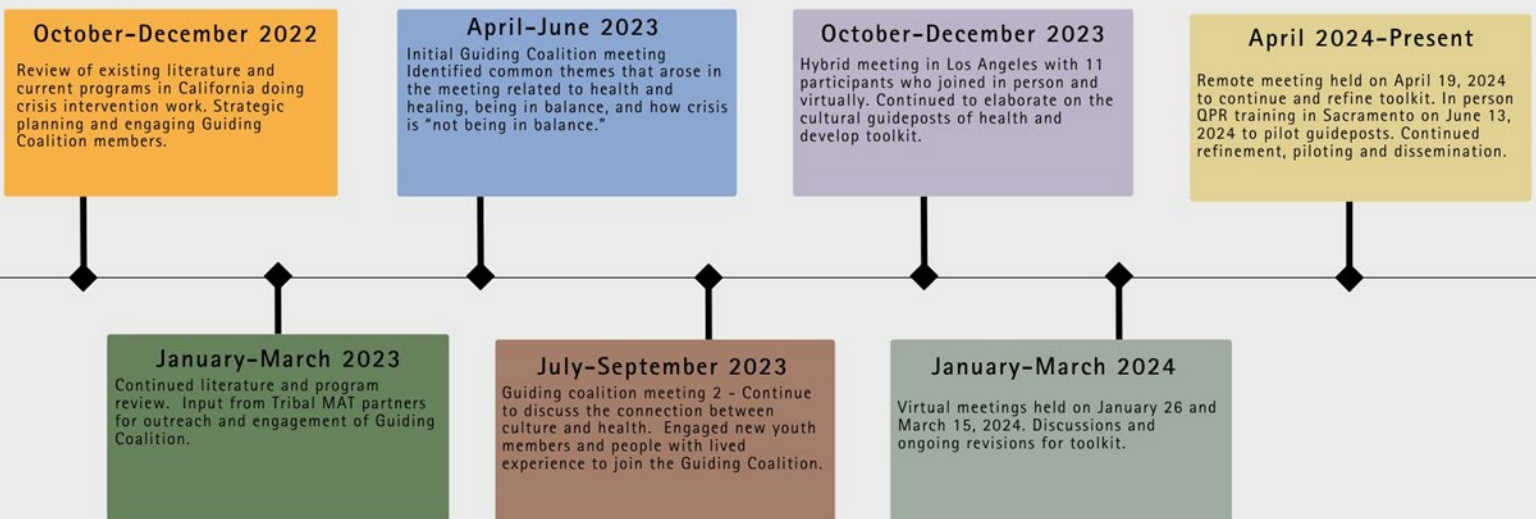 October-December 2022
Review of existing literature and
current programs in California doing
crisis intervention work. Strategic
planning and engaging Guiding
Coalition members.
January-March 2023
Continued literature and program
review.  Input from Tribal MAT partners
for outreach and engagement of Guiding
Coalition.
April-June 2023
Initial Guiding Coalition meeting
Identified common themes that arose in
the meeting related to health and
healing, being in balance, and how crisis
is “not being in balance.”
July-September 2023
Guiding coalition meeting 2 - Continue
to discuss the connection between
culture and health.  Engaged new youth
members and people with lived
experience to join the Guiding Coalition.
October-December 2023
Hybrid meeting in Los Angeles with 11
participants who joined in person and
virtually. Continued to elaborate on the
cultural guideposts of health and
develop toolkit.
January-March 2024
Virtual meetings held on January 26 and
March 15, 2024. Discussions and
ongoing revisions for toolkit.
April 2024-Present
Remote meeting held on April 19, 2024
to continue and refine toolkit. In person
QPR training in Sacramento on June 13,
2024 to pilot guideposts. Continued
refinement, piloting and dissemination.